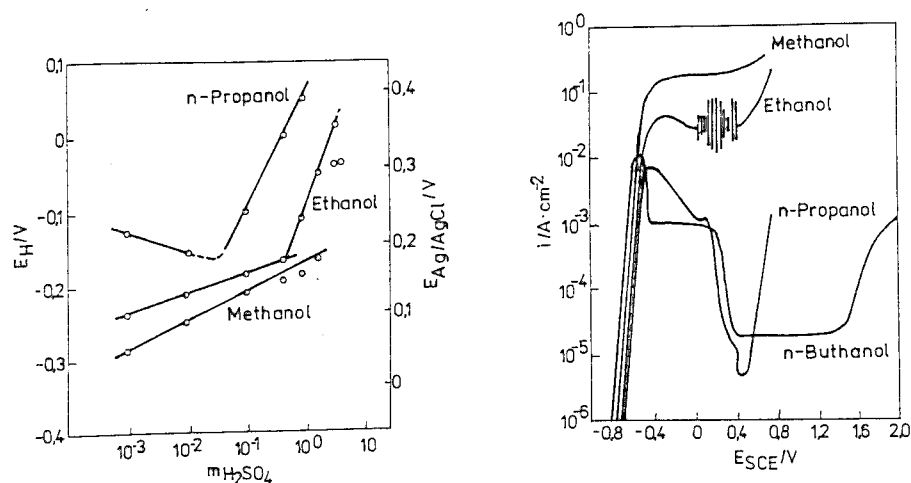 0,1
0
-0,1
-0,2
-0,3
-0,4
E_H/V
n-Propanol
Ethanol
Methanol
0,4
0,3
0,2
0,1
0
E_Ag/AgCl/V
10^-3
10^-2
10^-1
10^0
10
m_H₂SO₄
10^0
10^-1
10^-2
10^-3
10^-4
10^-5
10^-6
i/A·cm^-2
Methanol
Ethanol
n-Propanol
n-Buthanol
-0,8
-0,4
0
0,4
0,8
1,2
1,6
2,0
E_SCE/V